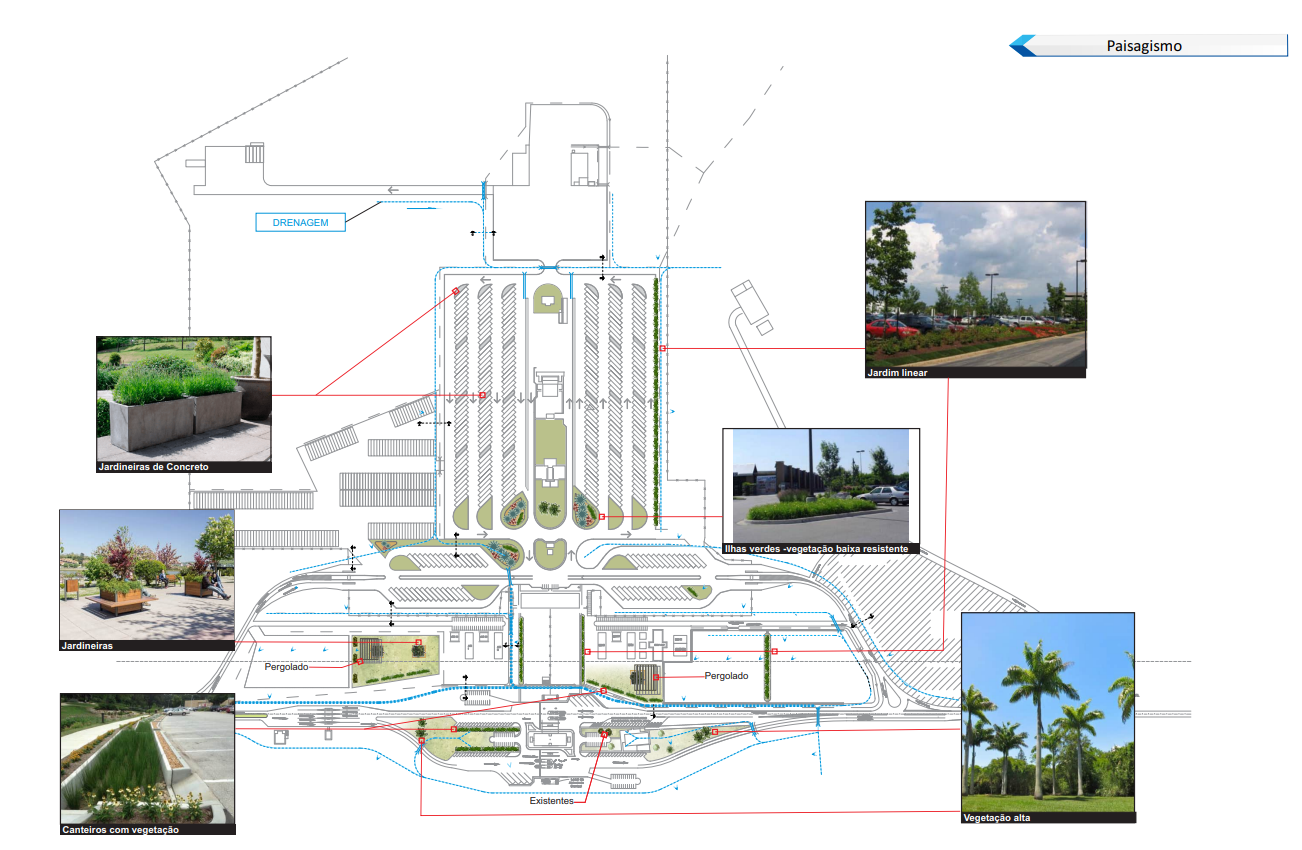 Paisagismo
DRENAGEM
Jardim linear
Jardineiras de Concreto
Ilhas verdes -vegetação baixa resistente
Jardineiras
Pergolado
Pergolado
Existentes
Canteiros com vegetação
Vegetação alta